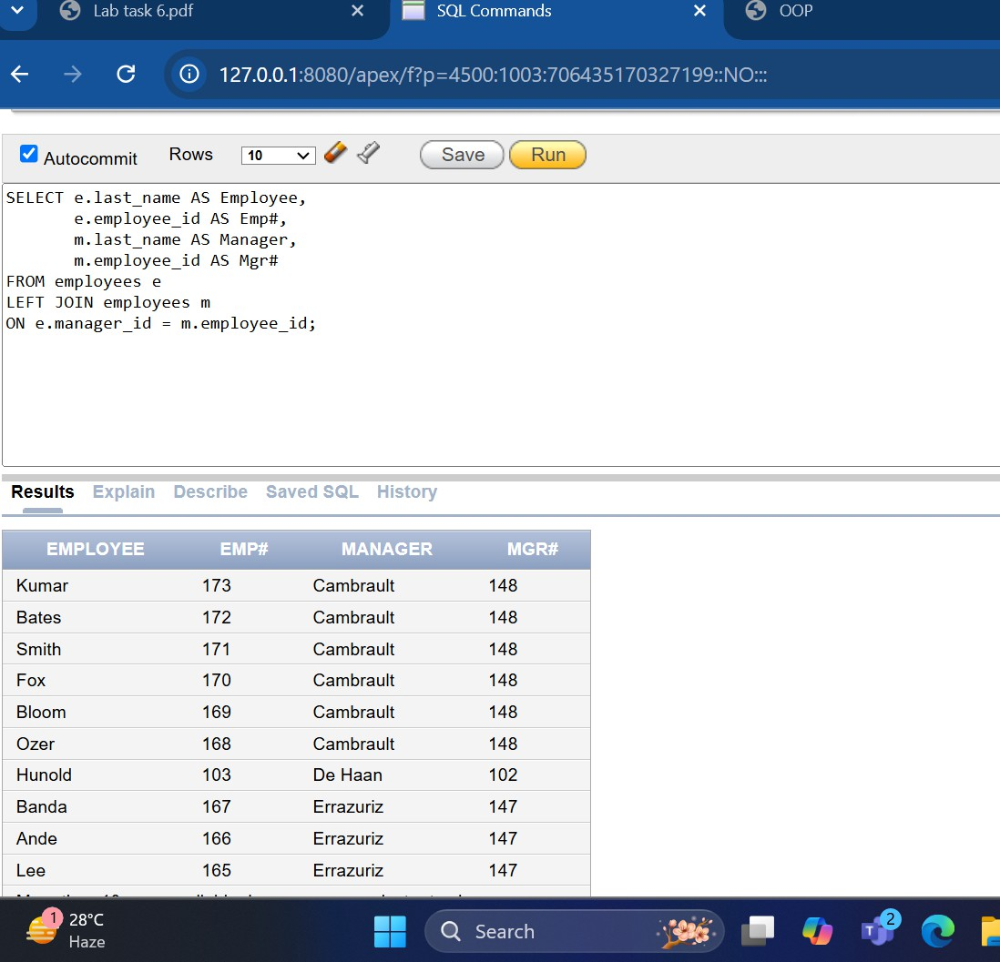 Lab task 6.pdf
SQL Commands
OOP
127.0.0.1:8080/apex/f?p=4500:1003:706435170327199::NO:::
Autocommit Rows 10 Save Run
SELECT e.last_name AS Employee,
       e.employee_id AS Emp#,
       m.last_name AS Manager,
       m.employee_id AS Mgr#
FROM employees e
LEFT JOIN employees m
ON e.manager_id = m.employee_id;
Results Explain Describe Saved SQL History
EMPLOYEE EMP# MANAGER MGR#
Kumar 173 Cambrault 148
Bates 172 Cambrault 148
Smith 171 Cambrault 148
Fox 170 Cambrault 148
Bloom 169 Cambrault 148
Ozer 168 Cambrault 148
Hunold 103 De Haan 102
Banda 167 Errazuriz 147
Ande 166 Errazuriz 147
Lee 165 Errazuriz 147
1 28°C
Haze
Search
2